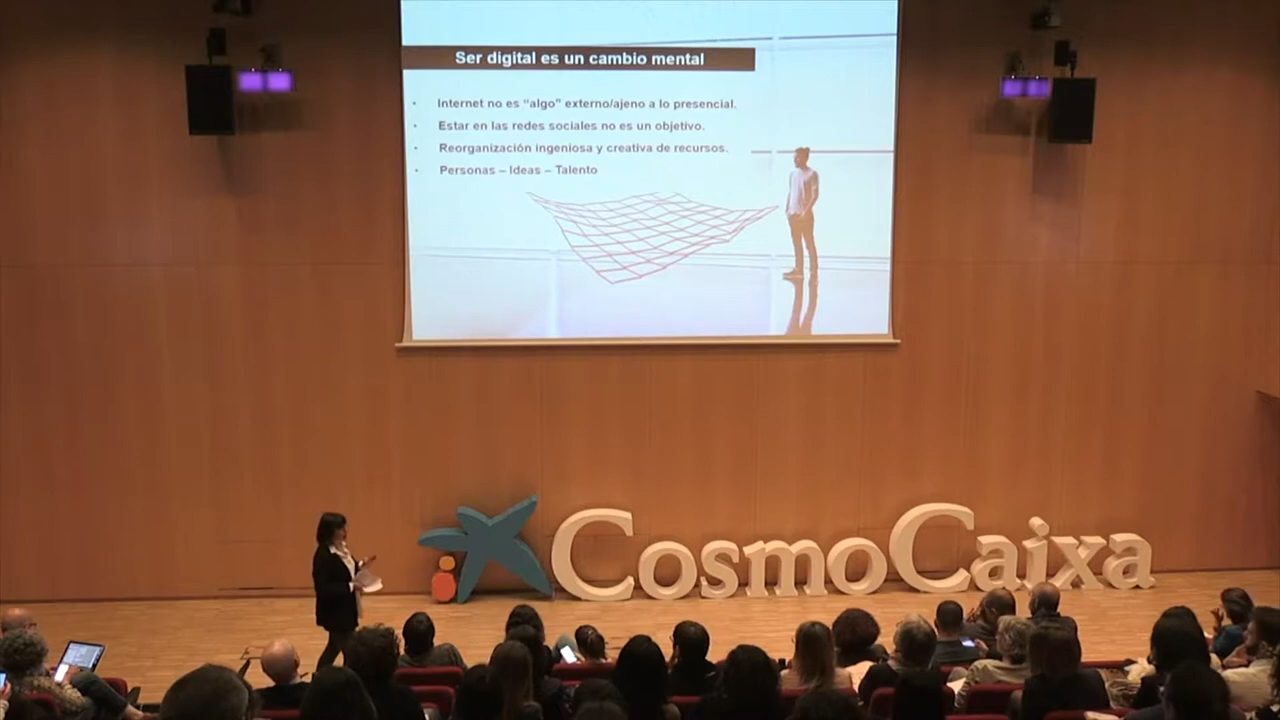 Ser digital es un cambio mental
Internet no es “algo” externo/ajeno a lo presencial.
Estar en las redes sociales no es un objetivo.
Reorganización ingeniosa y creativa de recursos.
Personas – Ideas – Talento
CosmoCaixa